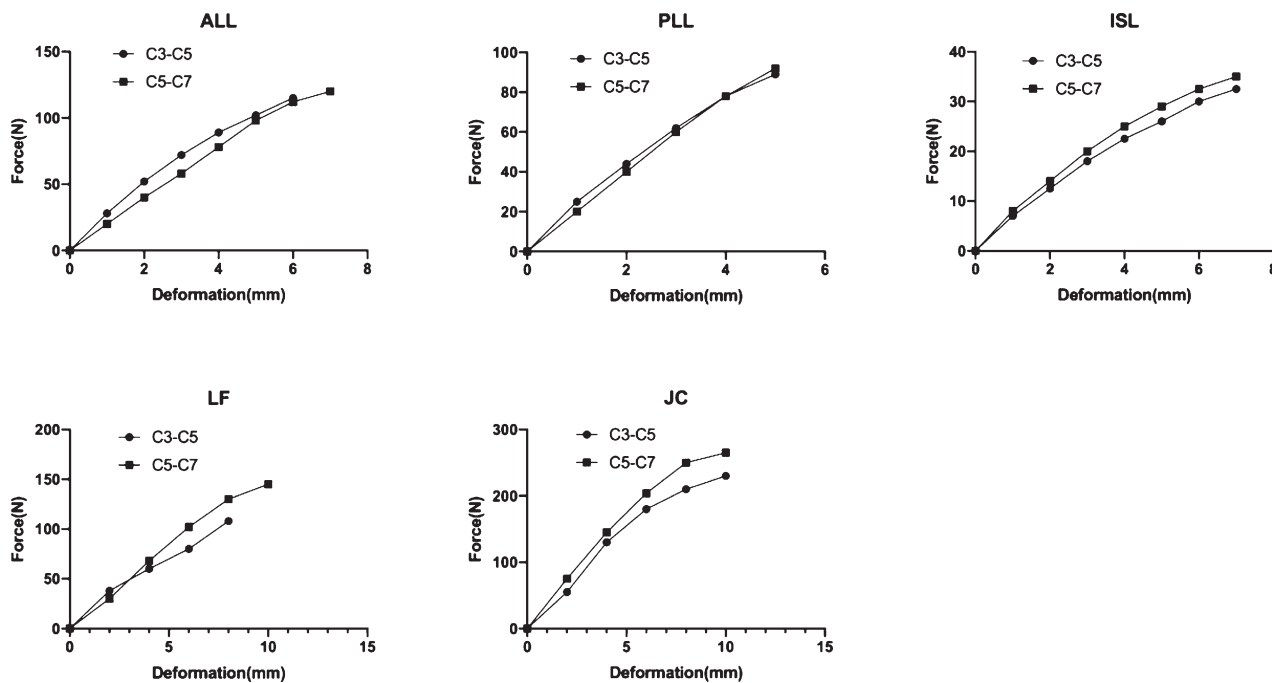 ALL
C3-C5
C5-C7
150
100
50
0
Force(N)
0 2 4 6 8
Deformation(mm)
PLL
C3-C5
C5-C7
100
80
60
40
20
0
Force(N)
0 2 4 6
Deformation(mm)
ISL
C3-C5
C5-C7
40
30
20
10
0
Force(N)
0 2 4 6 8
Deformation(mm)
LF
C3-C5
C5-C7
200
150
100
50
0
Force(N)
0 5 10 15
Deformation(mm)
JC
C3-C5
C5-C7
300
200
100
0
Force(N)
0 5 10 15
Deformation(mm)